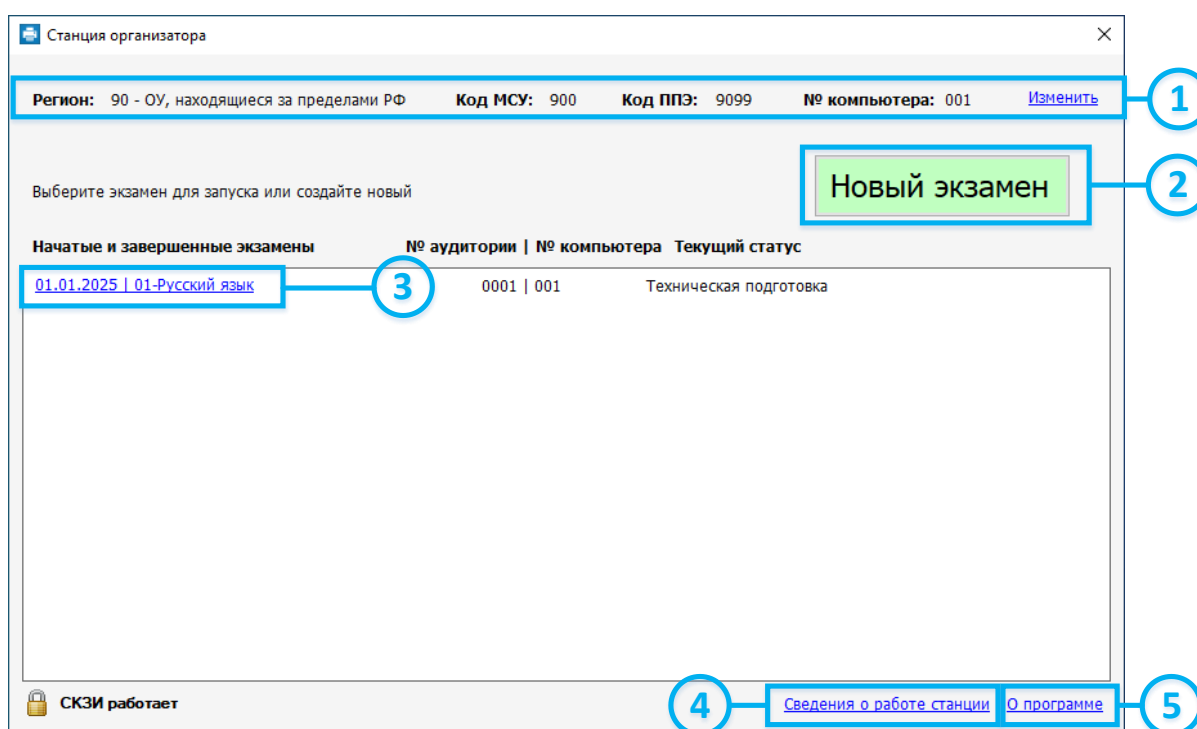 Станция организатора
Регион: 90 - ОУ, находящиеся за пределами РФ Код МСУ: 900 Код ППЭ: 9099 № компьютера: 001 Изменить
1
Новый экзамен
2
Выберите экзамен для запуска или создайте новый
Начатые и завершенные экзамены № аудитории | № компьютера Текущий статус
01.01.2025 | 01-Русский язык 3 0001 | 001 Техническая подготовка
СКЗИ работает 4 Сведения о работе станции О программе 5